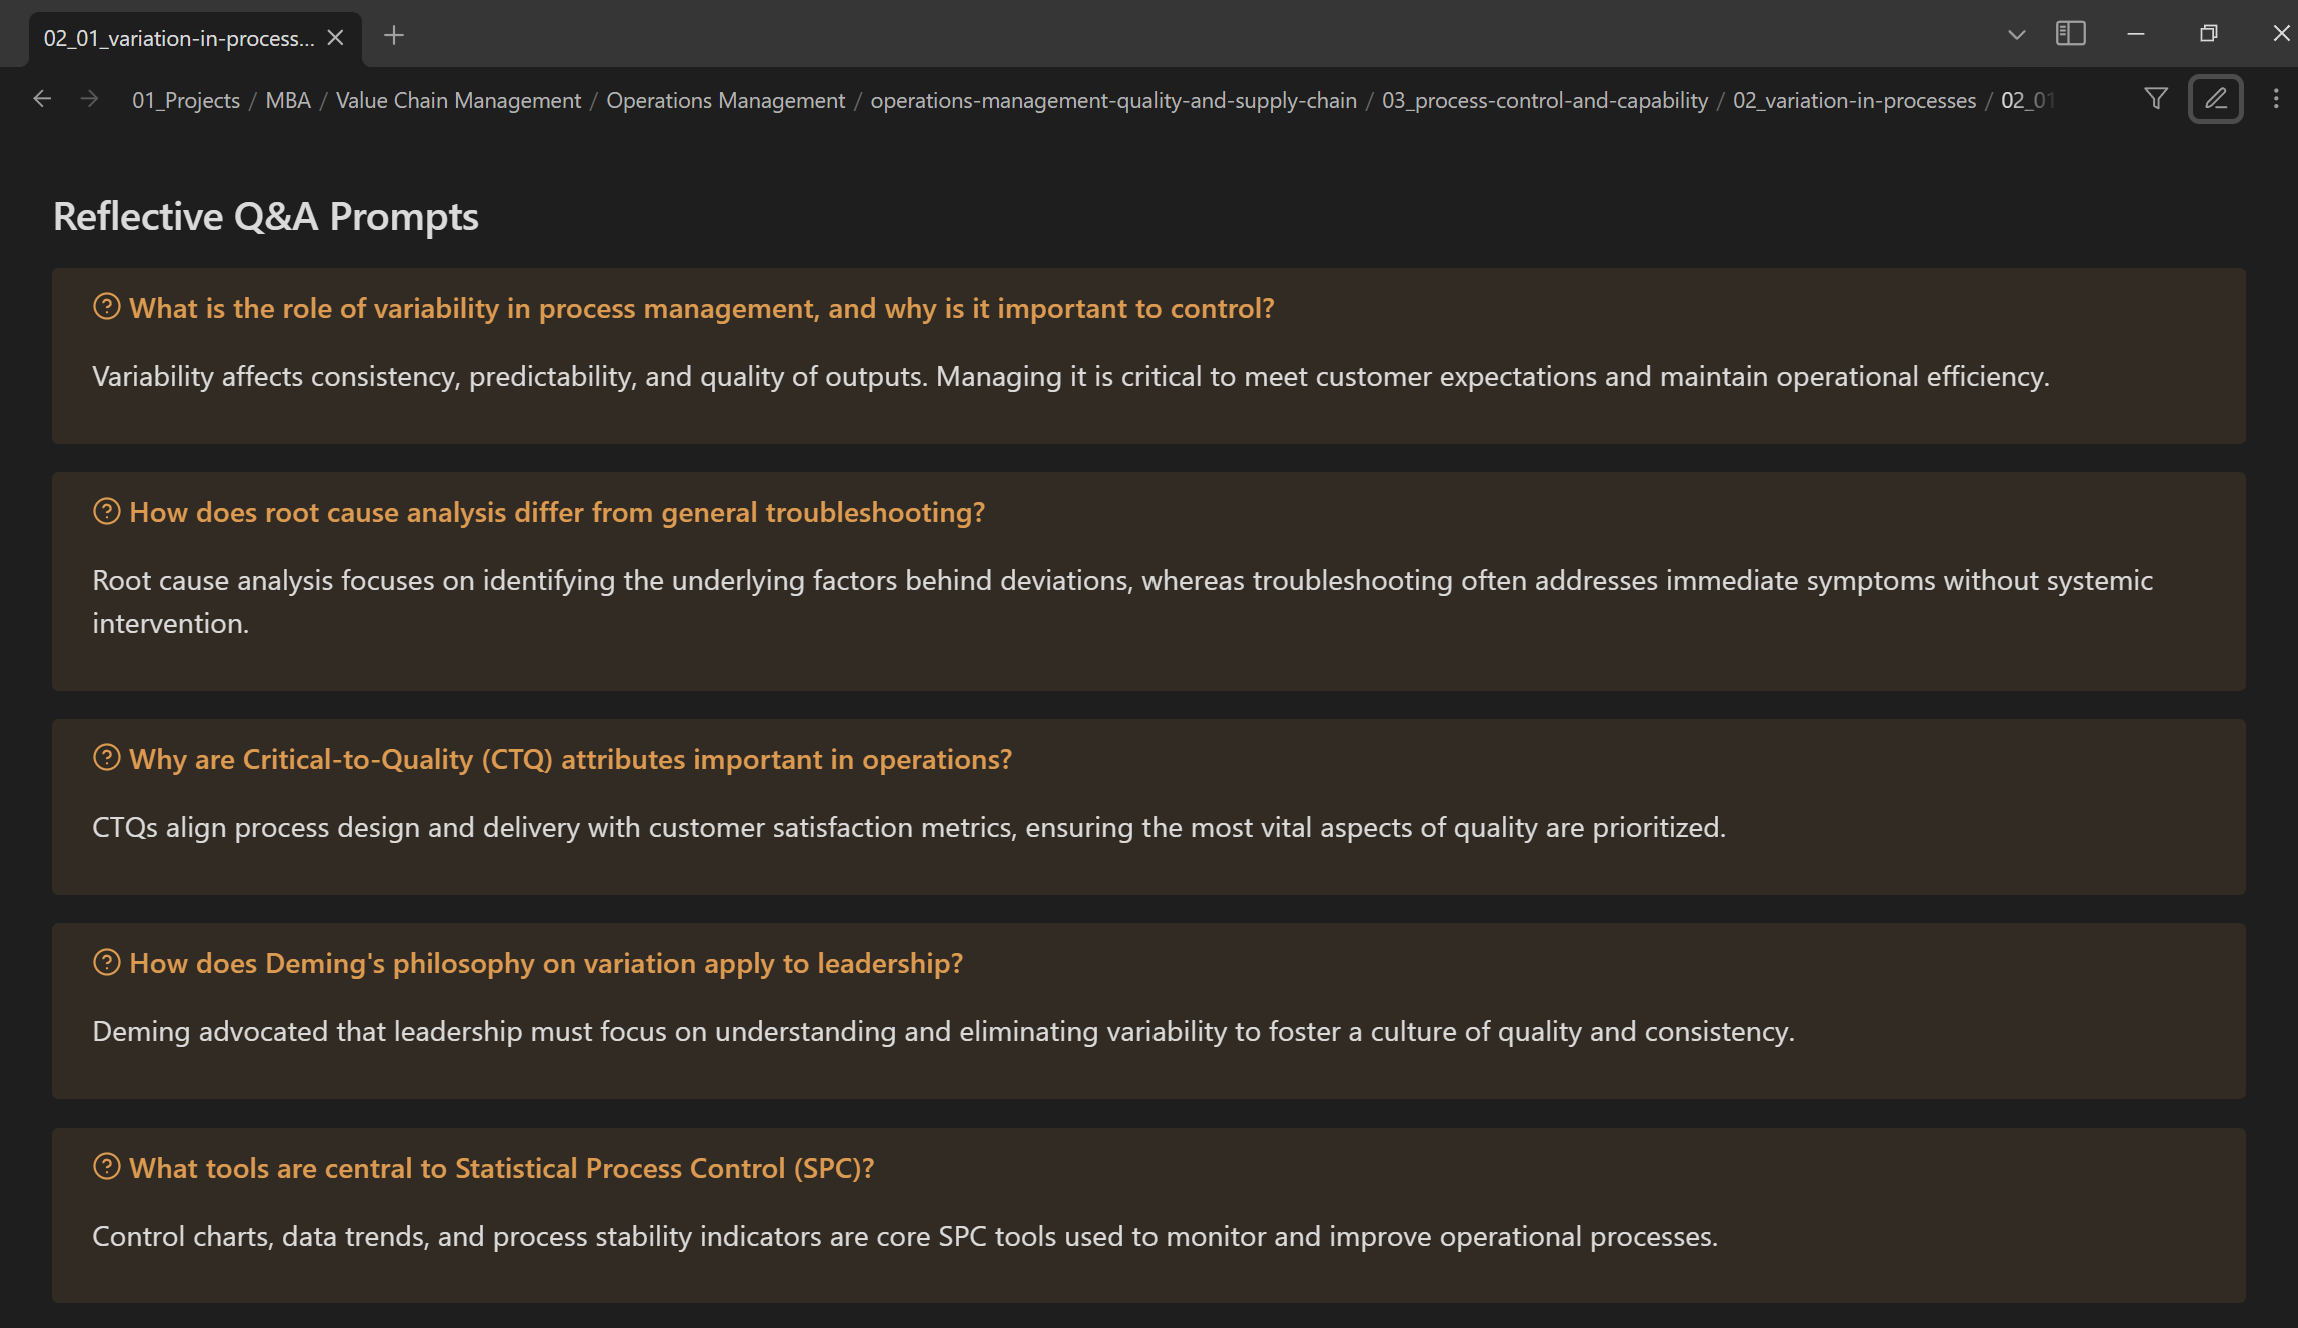 02_01_variation-in-process...
01_Projects / MBA / Value Chain Management / Operations Management / operations-management-quality-and-supply-chain / 03_process-control-and-capability / 02_variation-in-processes / 02_01
Reflective Q&A Prompts
What is the role of variability in process management, and why is it important to control?
Variability affects consistency, predictability, and quality of outputs. Managing it is critical to meet customer expectations and maintain operational efficiency.
How does root cause analysis differ from general troubleshooting?
Root cause analysis focuses on identifying the underlying factors behind deviations, whereas troubleshooting often addresses immediate symptoms without systemic
intervention.
Why are Critical-to-Quality (CTQ) attributes important in operations?
CTQs align process design and delivery with customer satisfaction metrics, ensuring the most vital aspects of quality are prioritized.
How does Deming's philosophy on variation apply to leadership?
Deming advocated that leadership must focus on understanding and eliminating variability to foster a culture of quality and consistency.
What tools are central to Statistical Process Control (SPC)?
Control charts, data trends, and process stability indicators are core SPC tools used to monitor and improve operational processes.